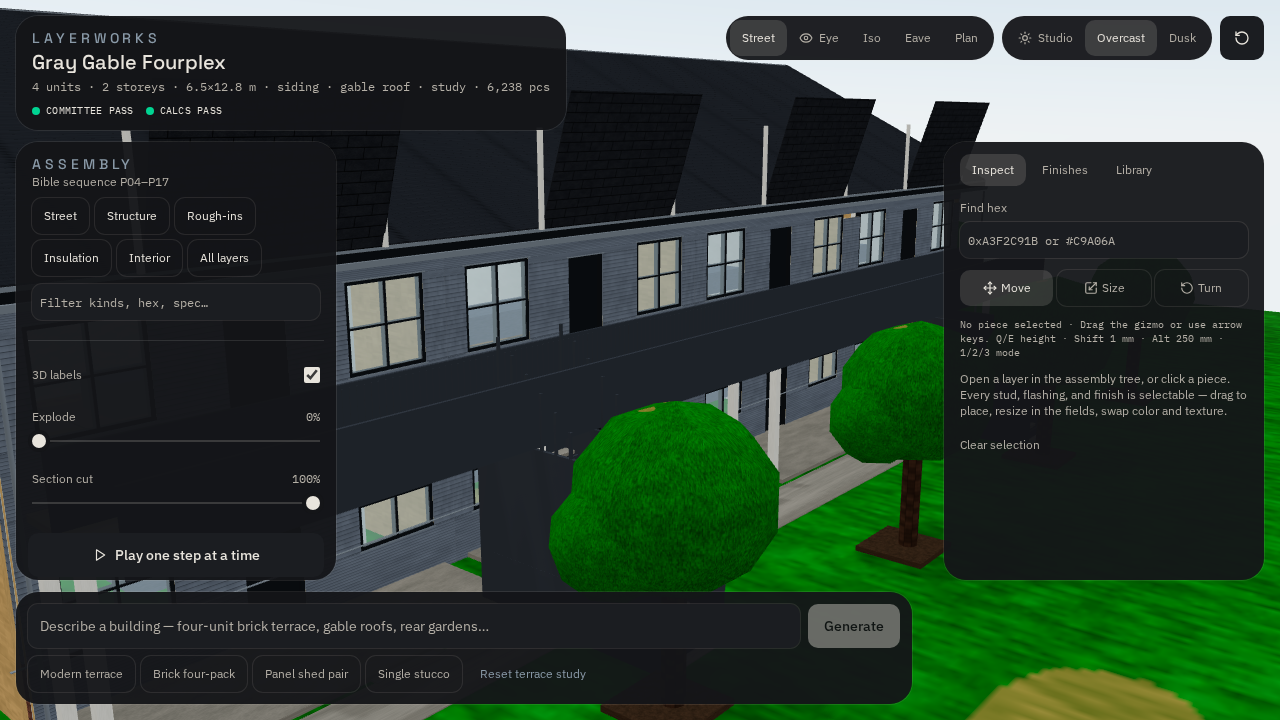 LAYERWORKS
Gray Gable Fourplex
4 units · 2 storeys · 6.5×12.8 m · siding · gable roof · study · 6,238 pcs
COMMITTEE PASS CALCS PASS
Street Eye Iso Eave Plan
Studio Overcast Dusk
ASSEMBLY
Bible sequence P04–P17
Street Structure Rough-ins
Insulation Interior All layers
Filter kinds, hex, spec…
3D labels
Explode 0%
Section cut 100%
Play one step at a time
Inspect Finishes Library
Find hex
0xA3F2C91B or #C9A06A
Move Size Turn
No piece selected · Drag the gizmo or use arrow
keys. Q/E height · Shift 1 mm · Alt 250 mm ·
1/2/3 mode
Open a layer in the assembly tree, or click a piece.
Every stud, flashing, and finish is selectable — drag to
place, resize in the fields, swap color and texture.
Clear selection
Describe a building — four-unit brick terrace, gable roofs, rear gardens…
Generate
Modern terrace Brick four-pack Panel shed pair Single stucco Reset terrace study